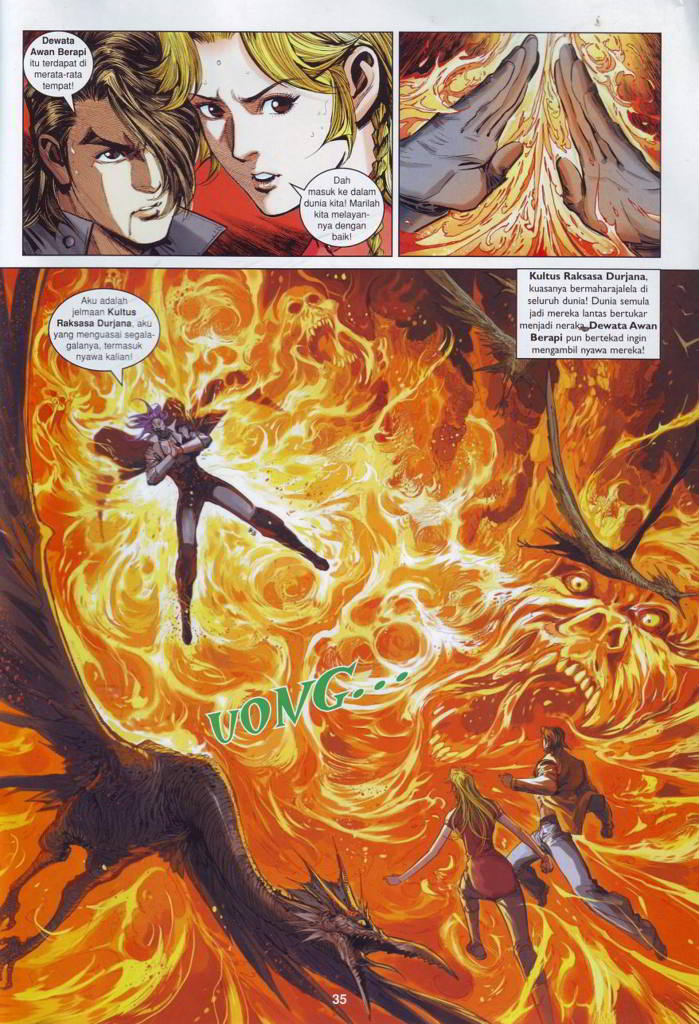 Dewata
Awan Berapi
itu terdapat di
merata-rata
tempat!
Dah
masuk ke dalam
dunia kita! Marilah
kita melayan-
nya dengan
baik!
Kultus Raksasa Durjana,
kuasanya bermaharajalela di
seluruh dunia! Dunia semula
jadi mereka lantas bertukar
menjadi neraka. Dewata Awan
Berapi pun bertekad ingin
mengambil nyawa mereka!
Aku adalah
jelmaan Kultus
Raksasa Durjana, aku
yang menguasai segala-
galanya, termasuk
nyawa kalian!
UONG...
35